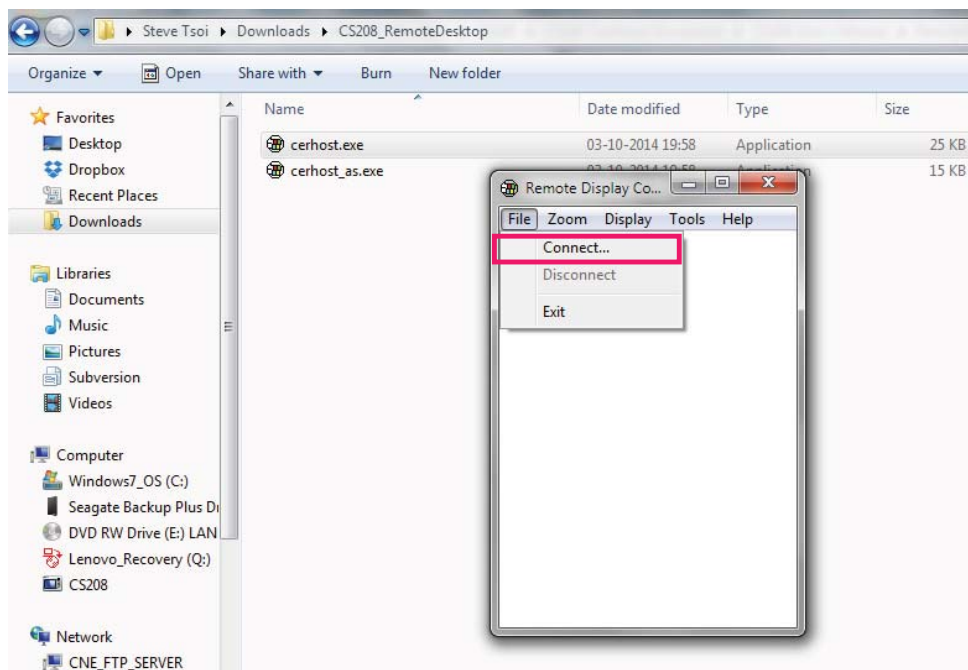 Steve Tsoi Downloads CS208_RemoteDesktop
Organize Open Share with Burn New folder
Favorites
Desktop
Dropbox
Recent Places
Downloads
Libraries
Documents
Music
Pictures
Subversion
Videos
Computer
Windows7_OS (C:)
Seagate Backup Plus
DVD RW Drive (E:) LAN
Lenovo_Recovery (Q:)
CS208
Network
CNE_FTP_SERVER
Name Date modified Type Size
cerhost.exe 03-10-2014 19:58 Application 25 KB
cerhost_as.exe 15 KB
Remote Display Co...
File Zoom Display Tools Help
Connect...
Disconnect
Exit